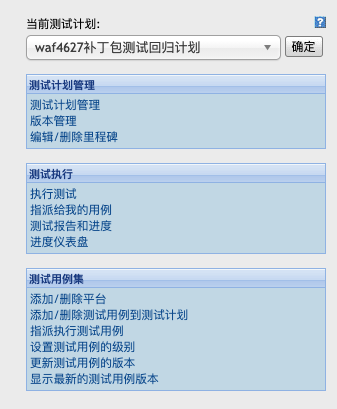 当前测试计划:
?
waf4627补丁包测试回归计划
确定
测试计划管理
测试计划管理
版本管理
编辑/删除里程碑
测试执行
执行测试
指派给我的用例
测试报告和进度
进度仪表盘
测试用例集
添加/删除平台
添加/删除测试用例到测试计划
指派执行测试用例
设置测试用例的级别
更新测试用例的版本
显示最新的测试用例版本